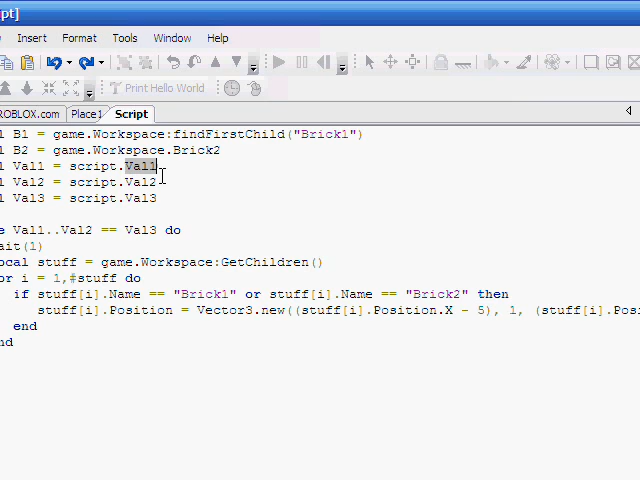 pt]
e Insert Format Tools Window Help
Print Hello World
ROBLOX.com Place1 Script
l B1 = game.Workspace:findFirstChild("Brick1")
l B2 = game.Workspace.Brick2
l Val1 = script.Val1
l Val2 = script.Val2
l Val3 = script.Val3
e Val1..Val2 == Val3 do
ait(1)
ocal stuff = game.Workspace:GetChildren()
or i = 1,#stuff do
if stuff[i].Name == "Brick1" or stuff[i].Name == "Brick2" then
stuff[i].Position = Vector3.new((stuff[i].Position.X - 5), 1, (stuff[i].Posi
end
nd